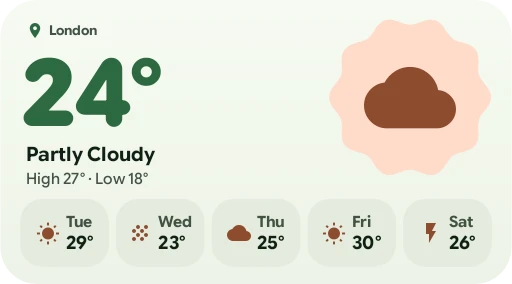 London
24°
Partly Cloudy
High 27° · Low 18°
Tue
29°
Wed
23°
Thu
25°
Fri
30°
Sat
26°